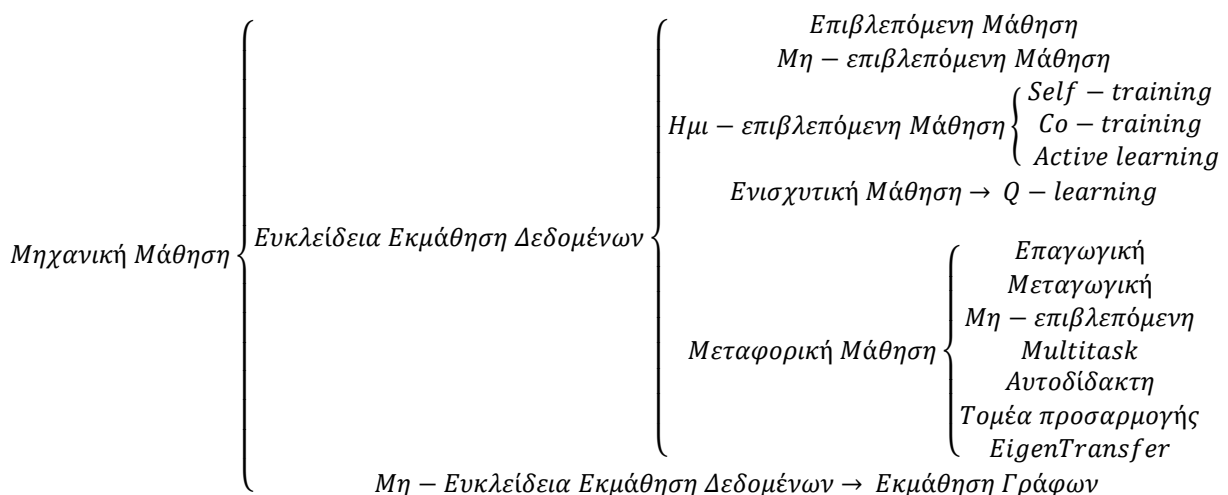 Επιβλεπόμενη Μάθηση
Μη − επιβλεπόμενη Μάθηση
Ημι − επιβλεπόμενη Μάθηση
Self − training
Co − training
Active learning
Ενισχυτική Μάθηση → Q − learning
Μηχανική Μάθηση
Ευκλείδεια Εκμάθηση Δεδομένων
Μεταφορική Μάθηση
Επαγωγική
Μεταγωγική
Μη − επιβλεπόμενη
Multitask
Αυτοδίδακτη
Τομέα προσαρμογής
EigenTransfer
Μη − Ευκλείδεια Εκμάθηση Δεδομένων → Εκμάθηση Γράφων